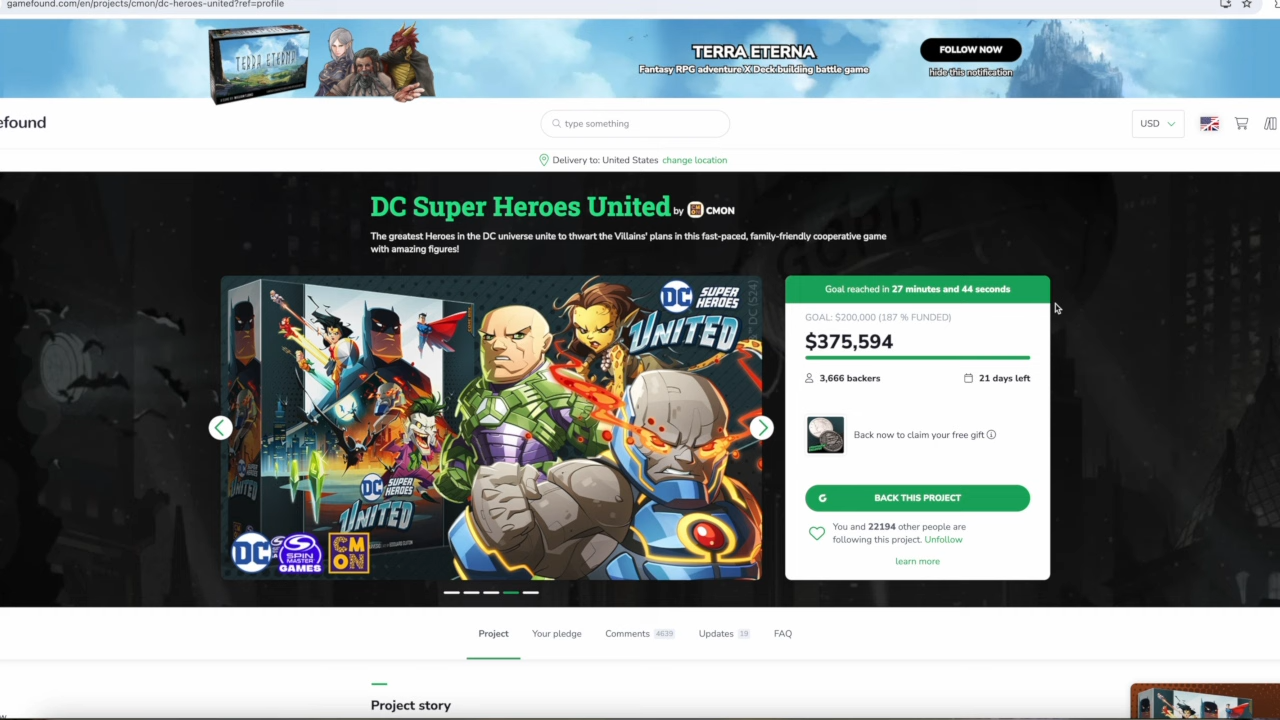 gamefound.com/en/projects/cmon/dc-heroes-united?ref=profile
TERRA ETERNA
TERRA ETERNA
Fantasy RPG adventure X Deck building battle game
FOLLOW NOW
hide this notification
efound
type something
USD
Delivery to: United States change location
DC Super Heroes United by CMON
The greatest Heroes in the DC universe unite to thwart the Villains' plans in this fast-paced, family-friendly cooperative game
with amazing figures!
DC SUPER HEROES UNITED
DC SUPER HEROES UNITED
DC
SPIN MASTER GAMES
CMON
Goal reached in 27 minutes and 44 seconds
GOAL: $200,000 (187 % FUNDED)
$375,594
3,666 backers
21 days left
Back now to claim your free gift
G BACK THIS PROJECT
You and 22194 other people are
following this project. Unfollow
learn more
Project
Your pledge
Comments 4639
Updates 19
FAQ
Project story